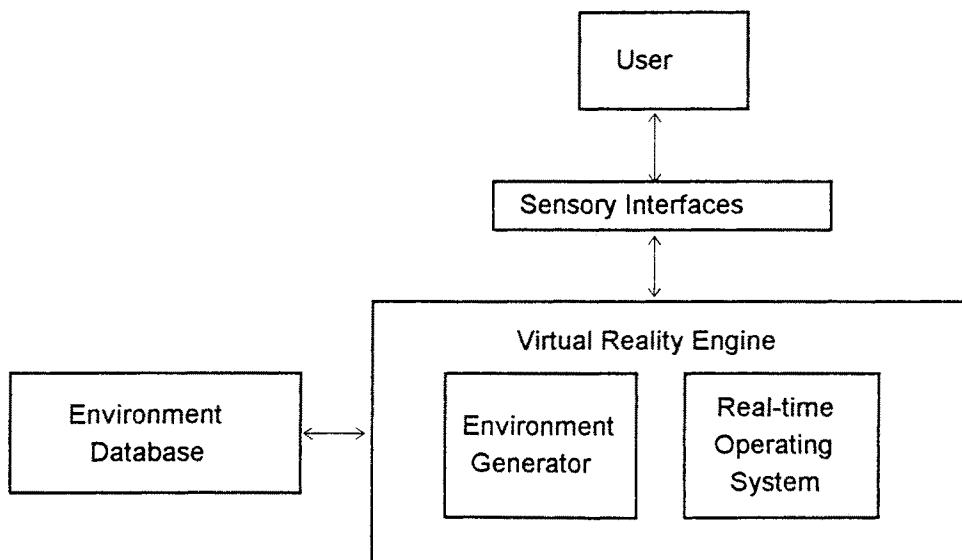 User
Sensory Interfaces
Virtual Reality Engine
Environment
Database
Environment
Generator
Real-time
Operating
System